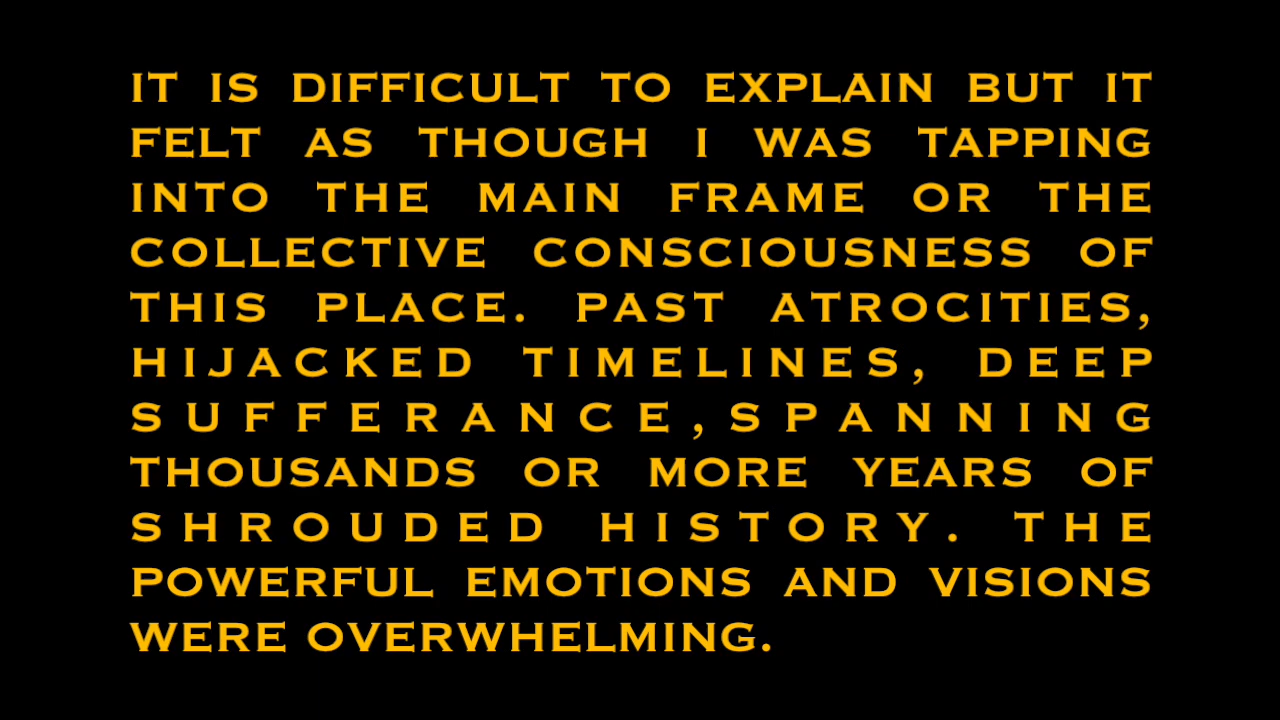 IT IS DIFFICULT TO EXPLAIN BUT IT
FELT AS THOUGH I WAS TAPPING
INTO THE MAIN FRAME OR THE
COLLECTIVE CONSCIOUSNESS OF
THIS PLACE. PAST ATROCITIES,
HIJACKED TIMELINES, DEEP
SUFFERANCE,SPANNING
THOUSANDS OR MORE YEARS OF
SHROUDED HISTORY. THE
POWERFUL EMOTIONS AND VISIONS
WERE OVERWHELMING.